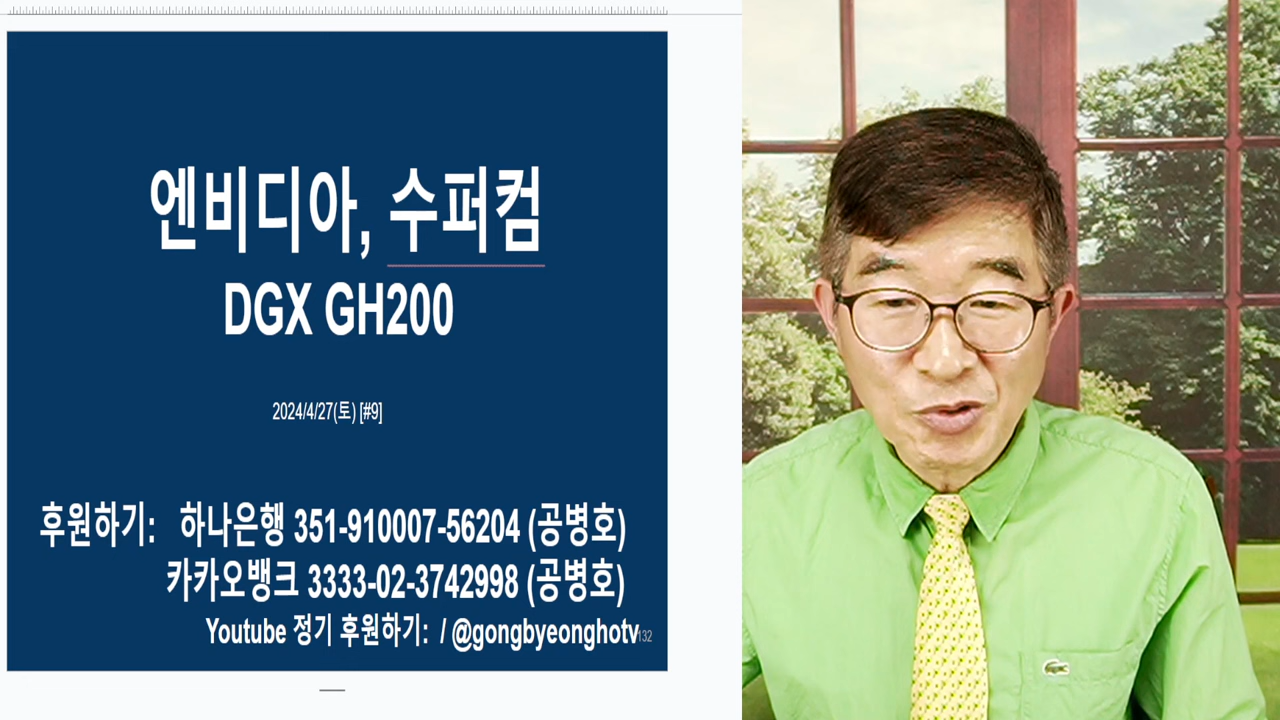 엔비디아, 수퍼컴
DGX GH200
2024/4/27(토) [#9]
후원하기: 하나은행 351-910007-56204 (공병호)
카카오뱅크 3333-02-3742998 (공병호)
Youtube 정기 후원하기: / @gongbyeonghotv
132